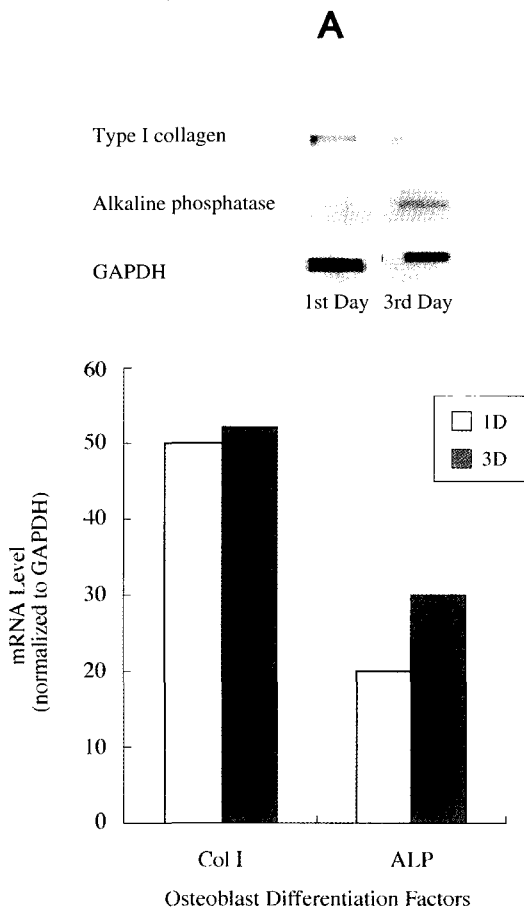 A
Type I collagen
Alkaline phosphatase
GAPDH
1st Day 3rd Day
60
50
40
30
20
10
0
mRNA Level
(normalized to GAPDH)
1D
3D
Col I ALP
Osteoblast Differentiation Factors